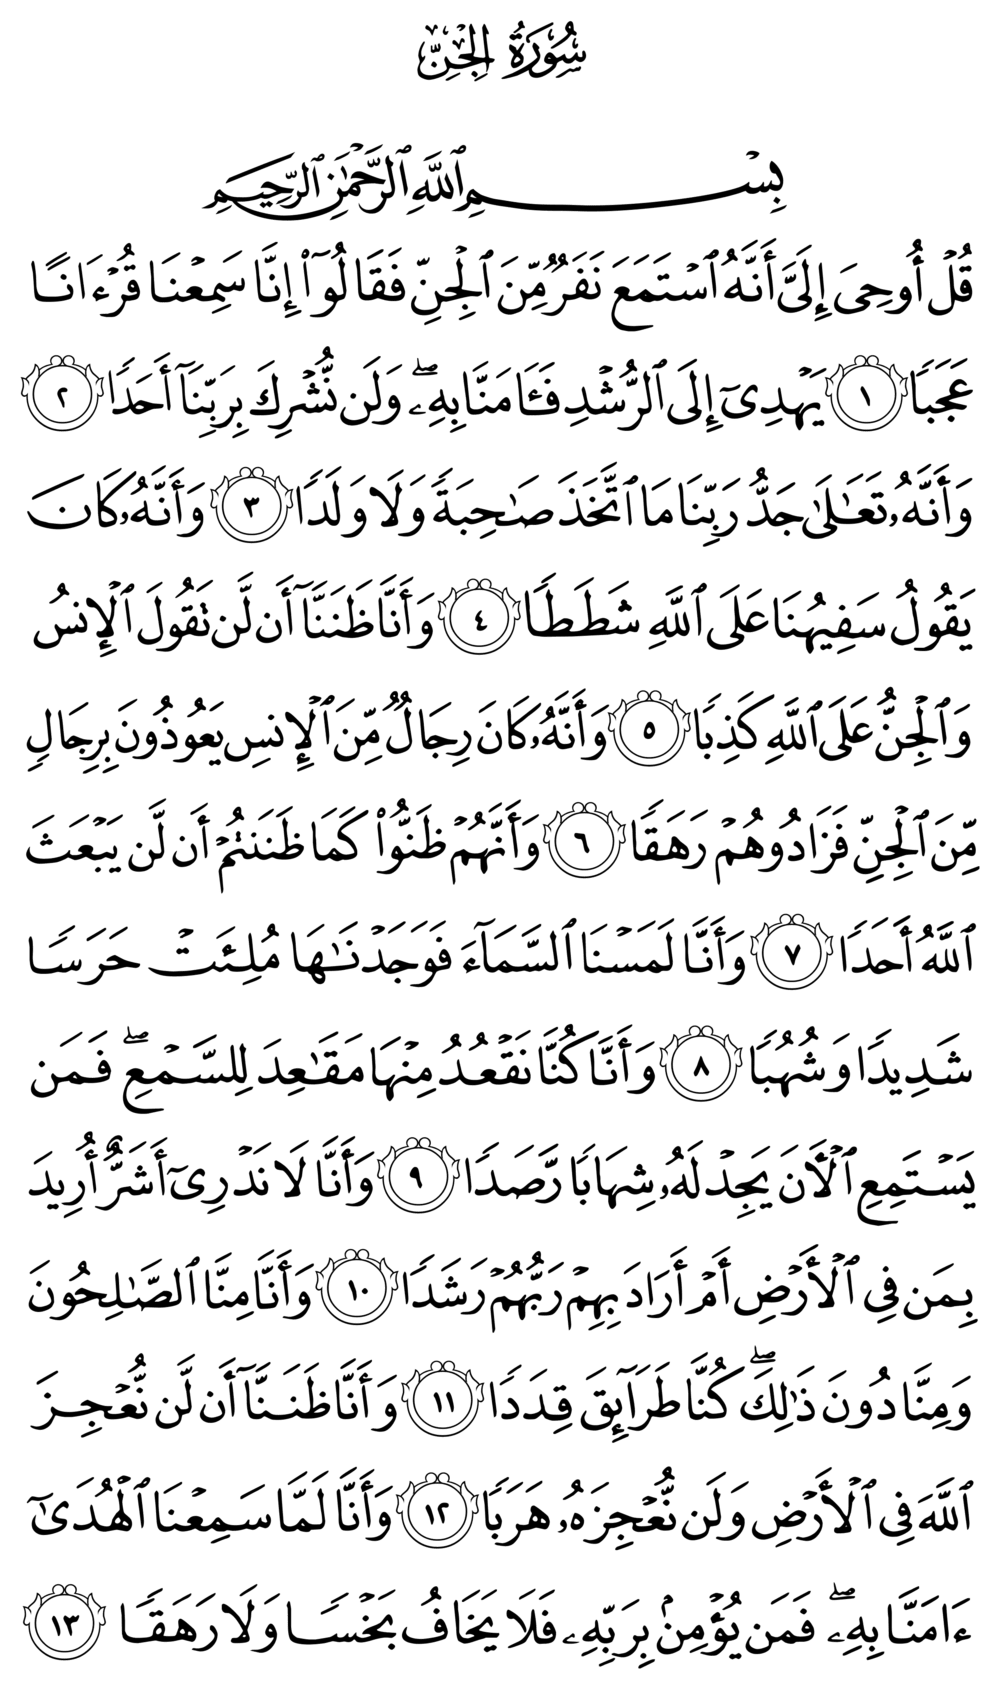 سُورَةُ الجِنِّ
بِسْمِ ٱللَّهِ ٱلرَّحْمَٰنِ ٱلرَّحِيمِ
قُلْ أُوحِىَ إِلَىَّ أَنَّهُ ٱسْتَمَعَ نَفَرٌ مِّنَ ٱلْجِنِّ فَقَالُوٓا۟ إِنَّا سَمِعْنَا قُرْءَانًا
عَجَبًا ١ يَهْدِىٓ إِلَى ٱلرُّشْدِ فَـَٔامَنَّا بِهِۦ ۖ وَلَن نُّشْرِكَ بِرَبِّنَآ أَحَدًا ٢
وَأَنَّهُۥ تَعَٰلَىٰ جَدُّ رَبِّنَا مَا ٱتَّخَذَ صَٰحِبَةً وَلَا وَلَدًا ٣ وَأَنَّهُۥ كَانَ
يَقُولُ سَفِيهُنَا عَلَى ٱللَّهِ شَطَطًا ٤ وَأَنَّا ظَنَنَّآ أَن لَّن تَقُولَ ٱلْإِنسُ
وَٱلْجِنُّ عَلَى ٱللَّهِ كَذِبًا ٥ وَأَنَّهُۥ كَانَ رِجَالٌ مِّنَ ٱلْإِنسِ يَعُوذُونَ بِرِجَالٍ
مِّنَ ٱلْجِنِّ فَزَادُوهُمْ رَهَقًا ٦ وَأَنَّهُمْ ظَنُّوا۟ كَمَا ظَنَنتُمْ أَن لَّن يَبْعَثَ
ٱللَّهُ أَحَدًا ٧ وَأَنَّا لَمَسْنَا ٱلسَّمَآءَ فَوَجَدْنَٰهَا مُلِئَتْ حَرَسًا
شَدِيدًا وَشُهُبًا ٨ وَأَنَّا كُنَّا نَقْعُدُ مِنْهَا مَقَٰعِدَ لِلسَّمْعِ ۖ فَمَن
يَسْتَمِعِ ٱلْـَٔانَ يَجِدْ لَهُۥ شِهَابًا رَّصَدًا ٩ وَأَنَّا لَا نَدْرِىٓ أَشَرٌّ أُرِيدَ
بِمَن فِى ٱلْأَرْضِ أَمْ أَرَادَ بِهِمْ رَبُّهُمْ رَشَدًا ١٠ وَأَنَّا مِنَّا ٱلصَّٰلِحُونَ
وَمِنَّا دُونَ ذَٰلِكَ ۖ كُنَّا طَرَآئِقَ قِدَدًا ١١ وَأَنَّا ظَنَنَّآ أَن لَّن نُّعْجِزَ
ٱللَّهَ فِى ٱلْأَرْضِ وَلَن نُّعْجِزَهُۥ هَرَبًا ١٢ وَأَنَّا لَمَّا سَمِعْنَا ٱلْهُدَىٰٓ
ءَامَنَّا بِهِۦ ۖ فَمَن يُؤْمِنۢ بِرَبِّهِۦ فَلَا يَخَافُ بَخْسًا وَلَا رَهَقًا ١٣